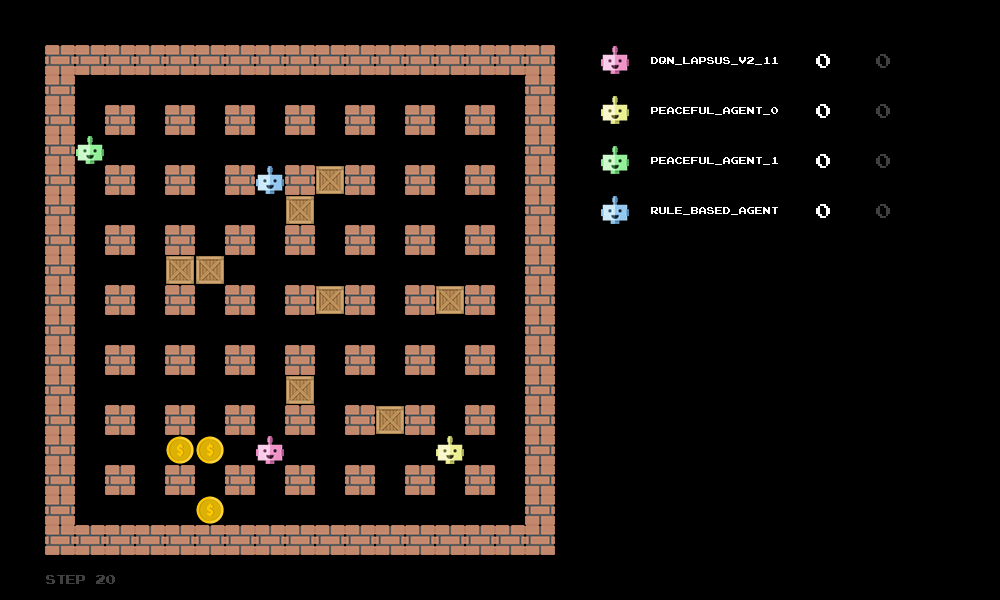 DQN_LAPSUS_V2_11 0 0
PEACEFUL_AGENT_0 0 0
PEACEFUL_AGENT_1 0 0
RULE_BASED_AGENT 0 0
STEP 20